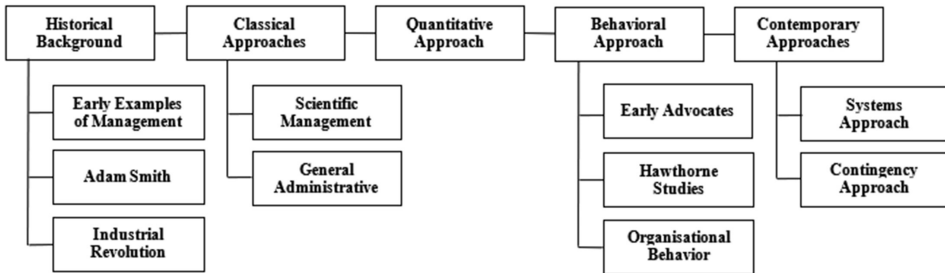 Historical
Background
Classical
Approaches
Quantitative
Approach
Behavioral
Approach
Contemporary
Approaches
Early Examples
of Management
Adam Smith
Industrial
Revolution
Scientific
Management
General
Administrative
Early Advocates
Hawthorne
Studies
Organisational
Behavior
Systems
Approach
Contingency
Approach